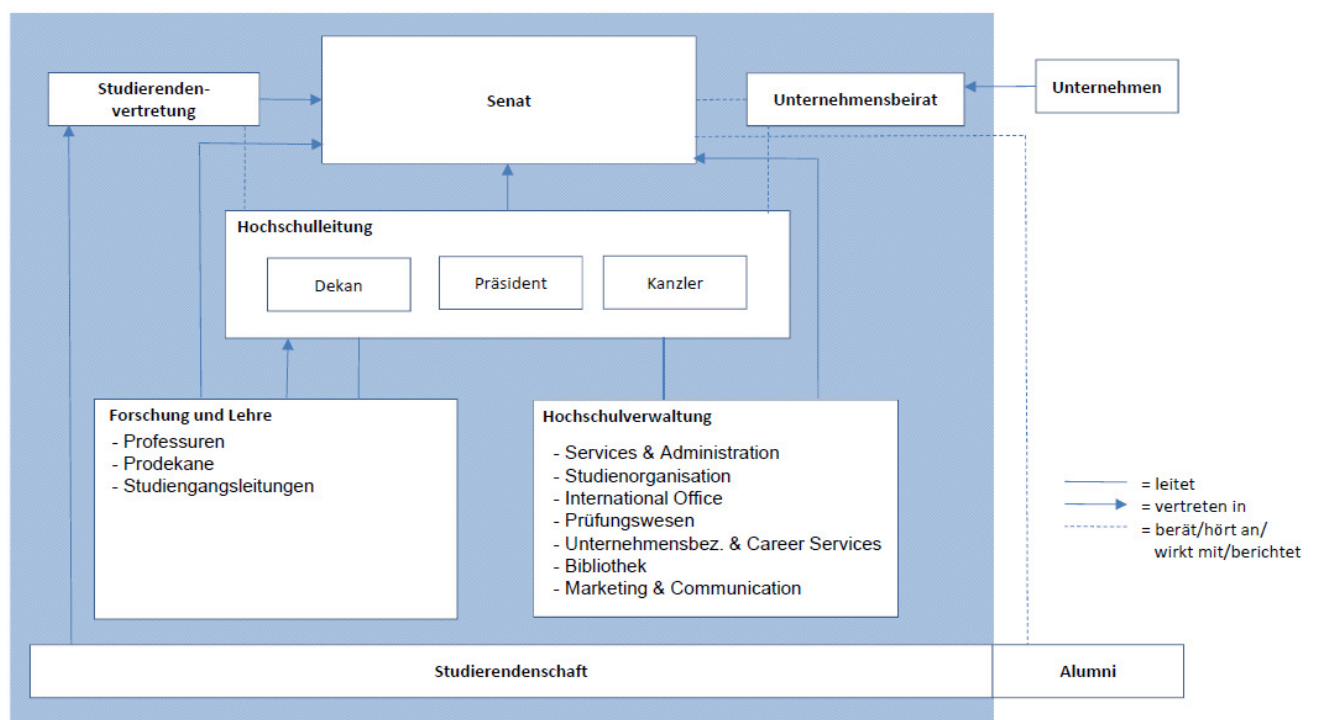 Studierenden-
vertretung
Senat
Unternehmensbeirat
Unternehmen
Hochschulleitung
Dekan
Präsident
Kanzler
Forschung und Lehre
- Professuren
- Prodekane
- Studiengangsleitungen
Hochschulverwaltung
- Services & Administration
- Studienorganisation
- International Office
- Prüfungswesen
- Unternehmensbez. & Career Services
- Bibliothek
- Marketing & Communication
= leitet
= vertreten in
= berät/hört an/
wirkt mit/berichtet
Studierendenschaft
Alumni